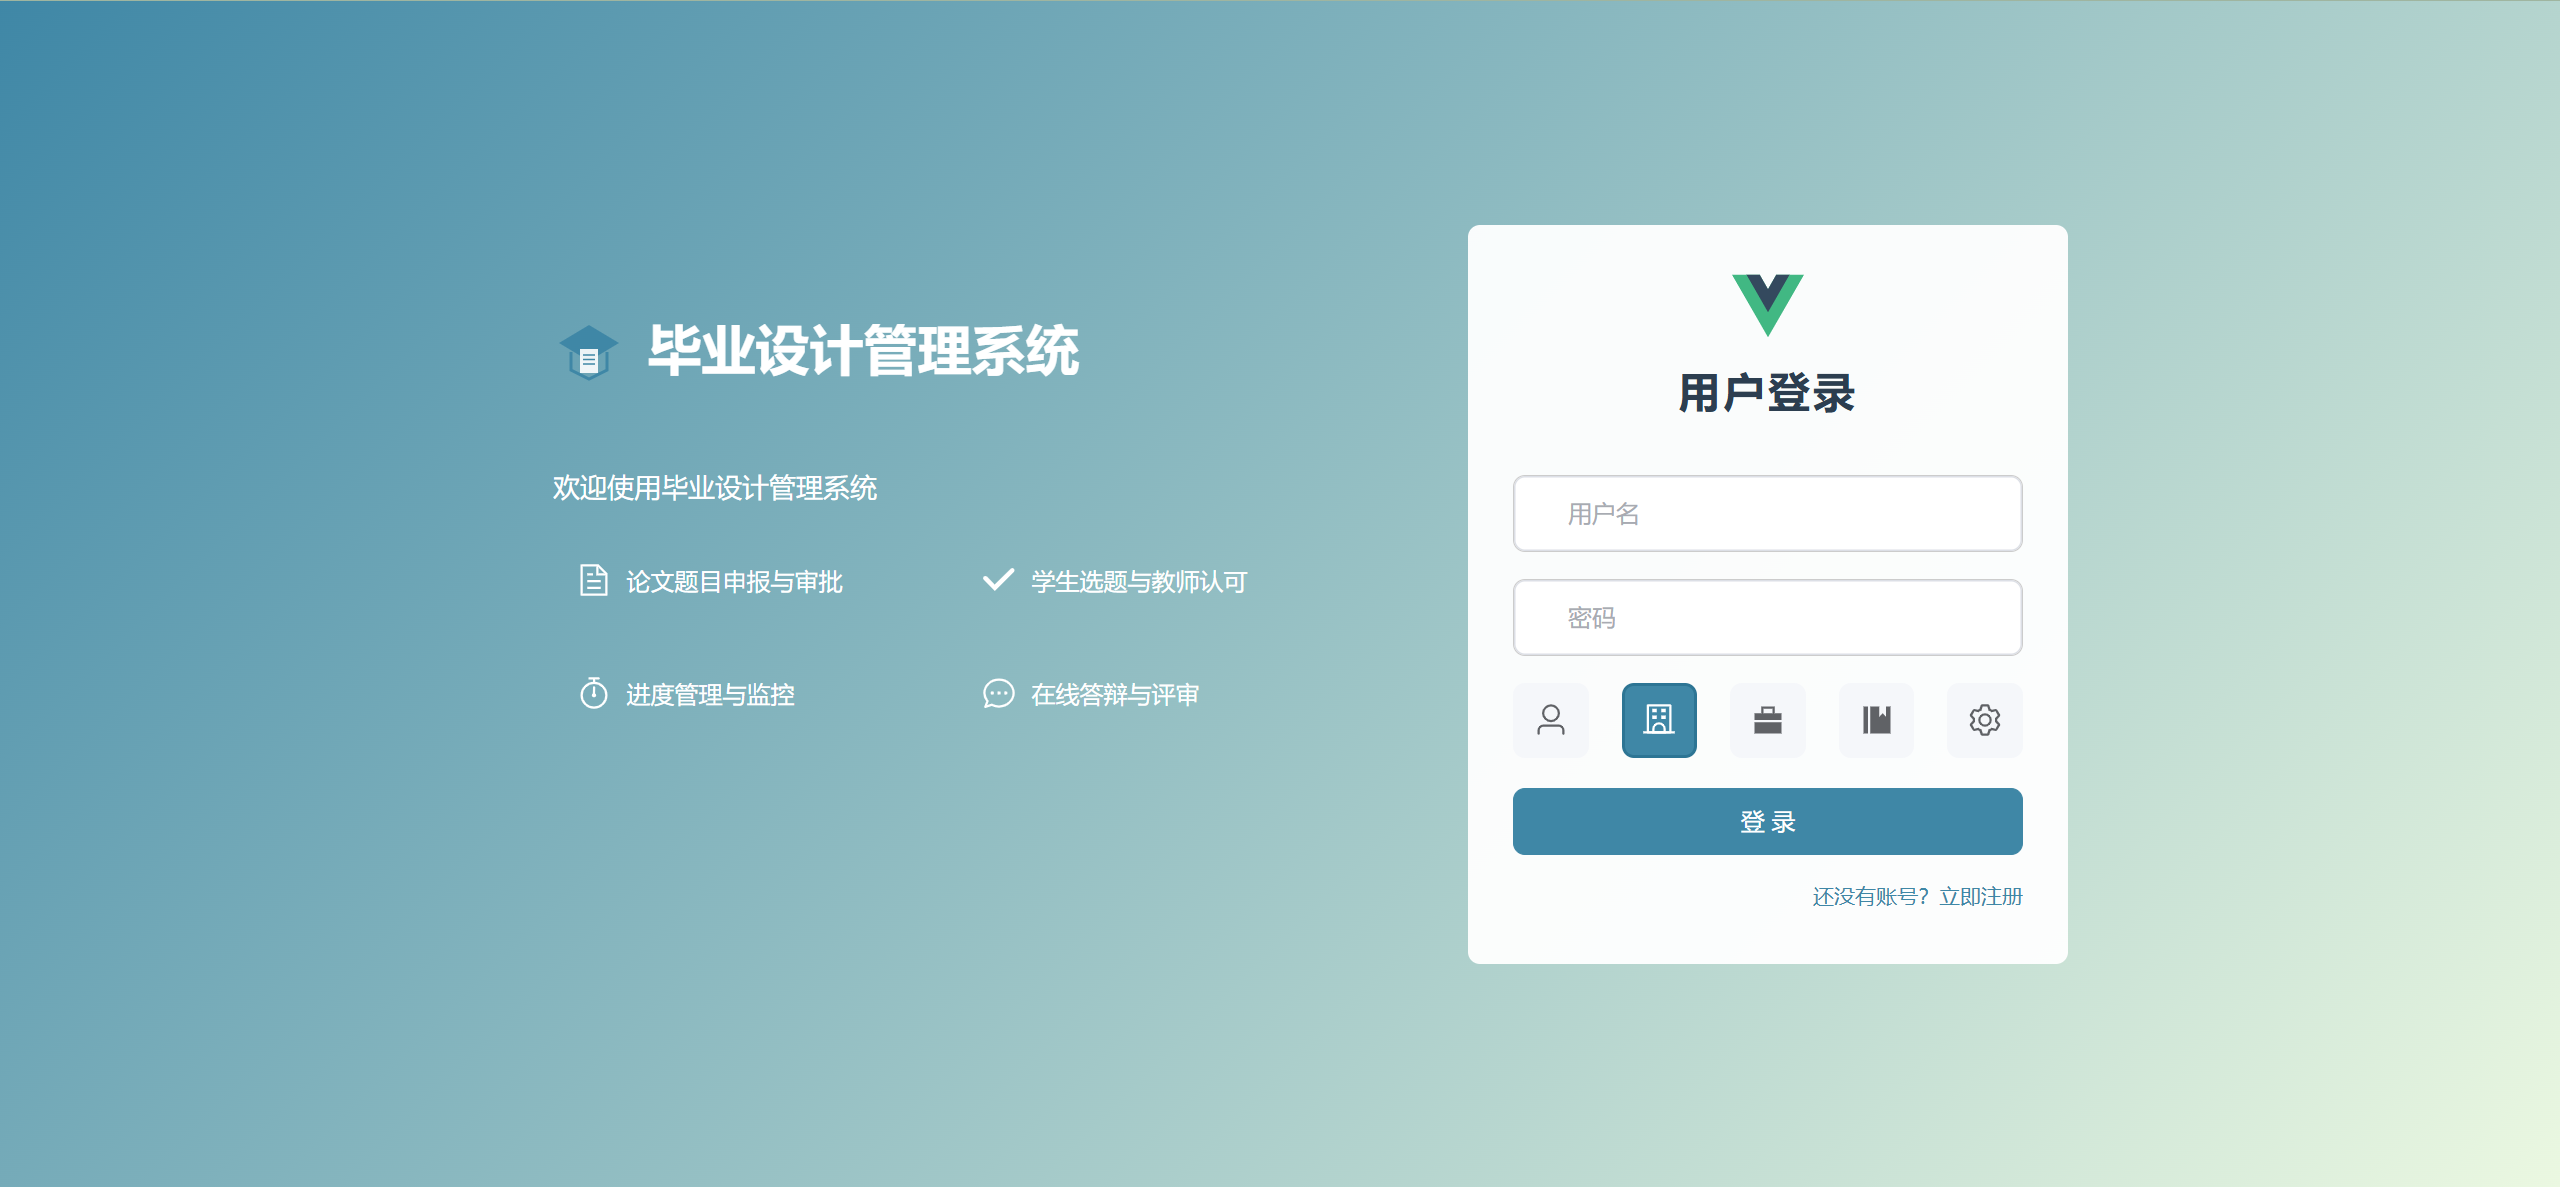 毕业设计管理系统
欢迎使用毕业设计管理系统
论文题目申报与审批
学生选题与教师认可
进度管理与监控
在线答辩与评审
用户登录
用户名
密码
登 录
还没有账号？立即注册